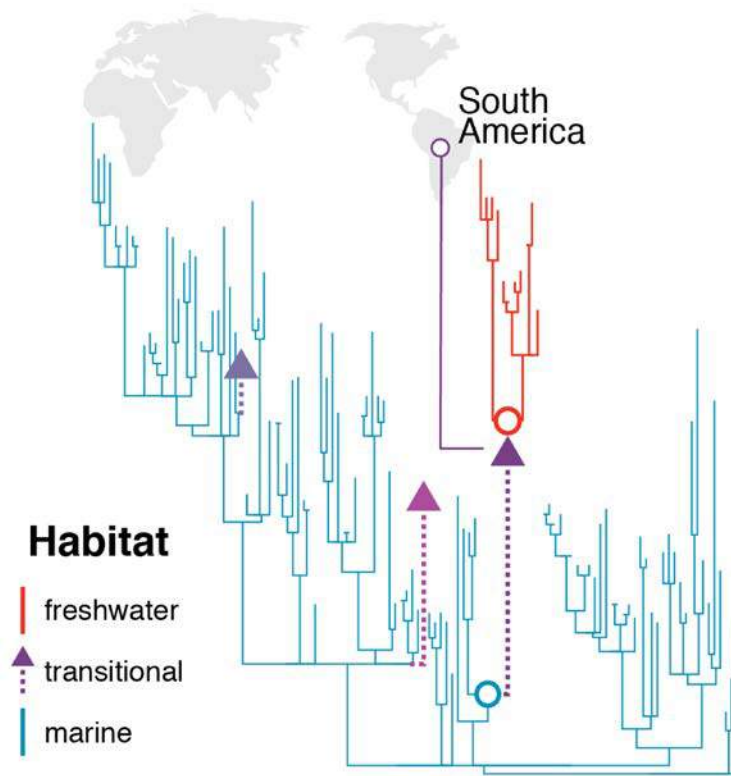 South
America
Habitat
freshwater
transitional
marine